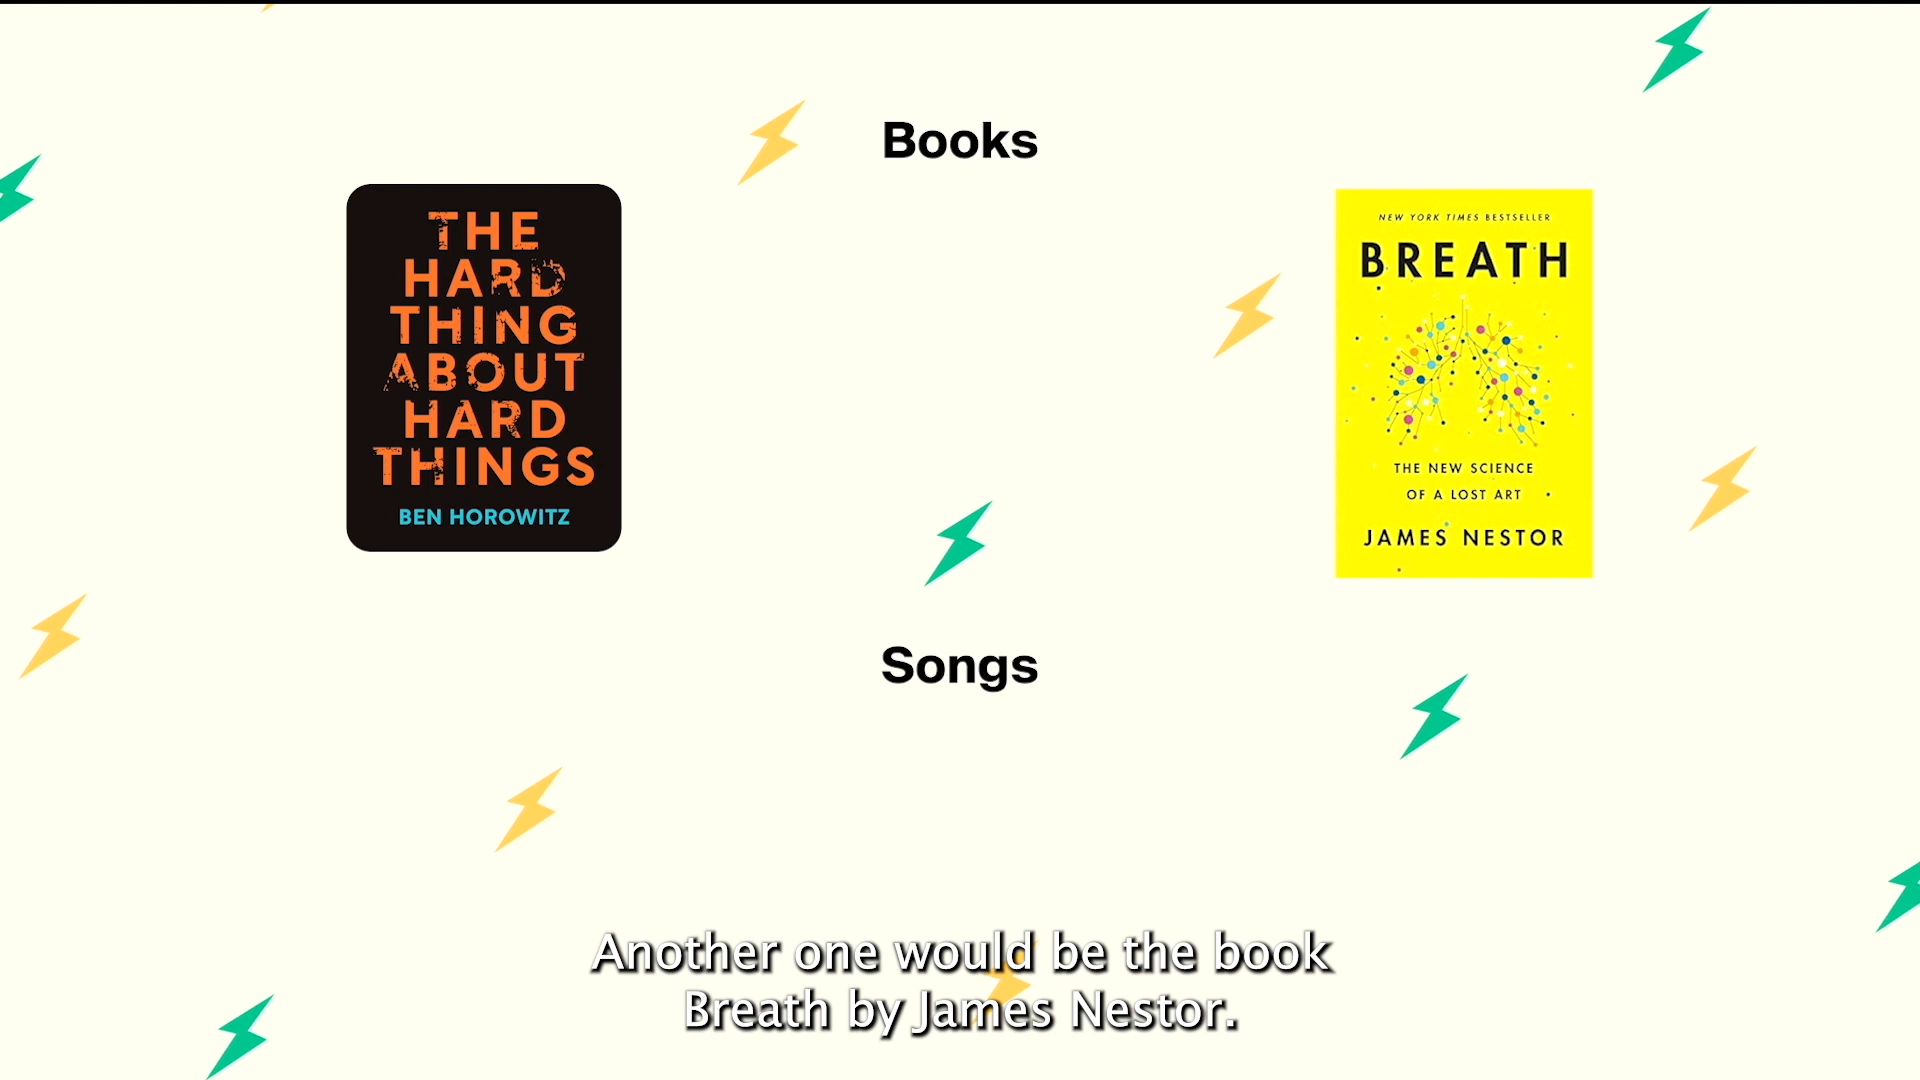 Books
THE
HARD
THING
ABOUT
HARD
THINGS
BEN HOROWITZ
NEW YORK TIMES BESTSELLER
BREATH
THE NEW SCIENCE
OF A LOST ART
JAMES NESTOR
Songs
Another one would be the book
Breath by James Nestor.